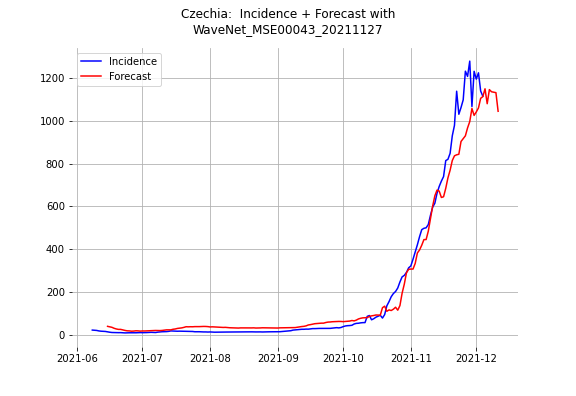 Czechia:  Incidence + Forecast with
WaveNet_MSE00043_20211127
Incidence
Forecast
1200
1000
800
600
400
200
0
2021-06 2021-07 2021-08 2021-09 2021-10 2021-11 2021-12